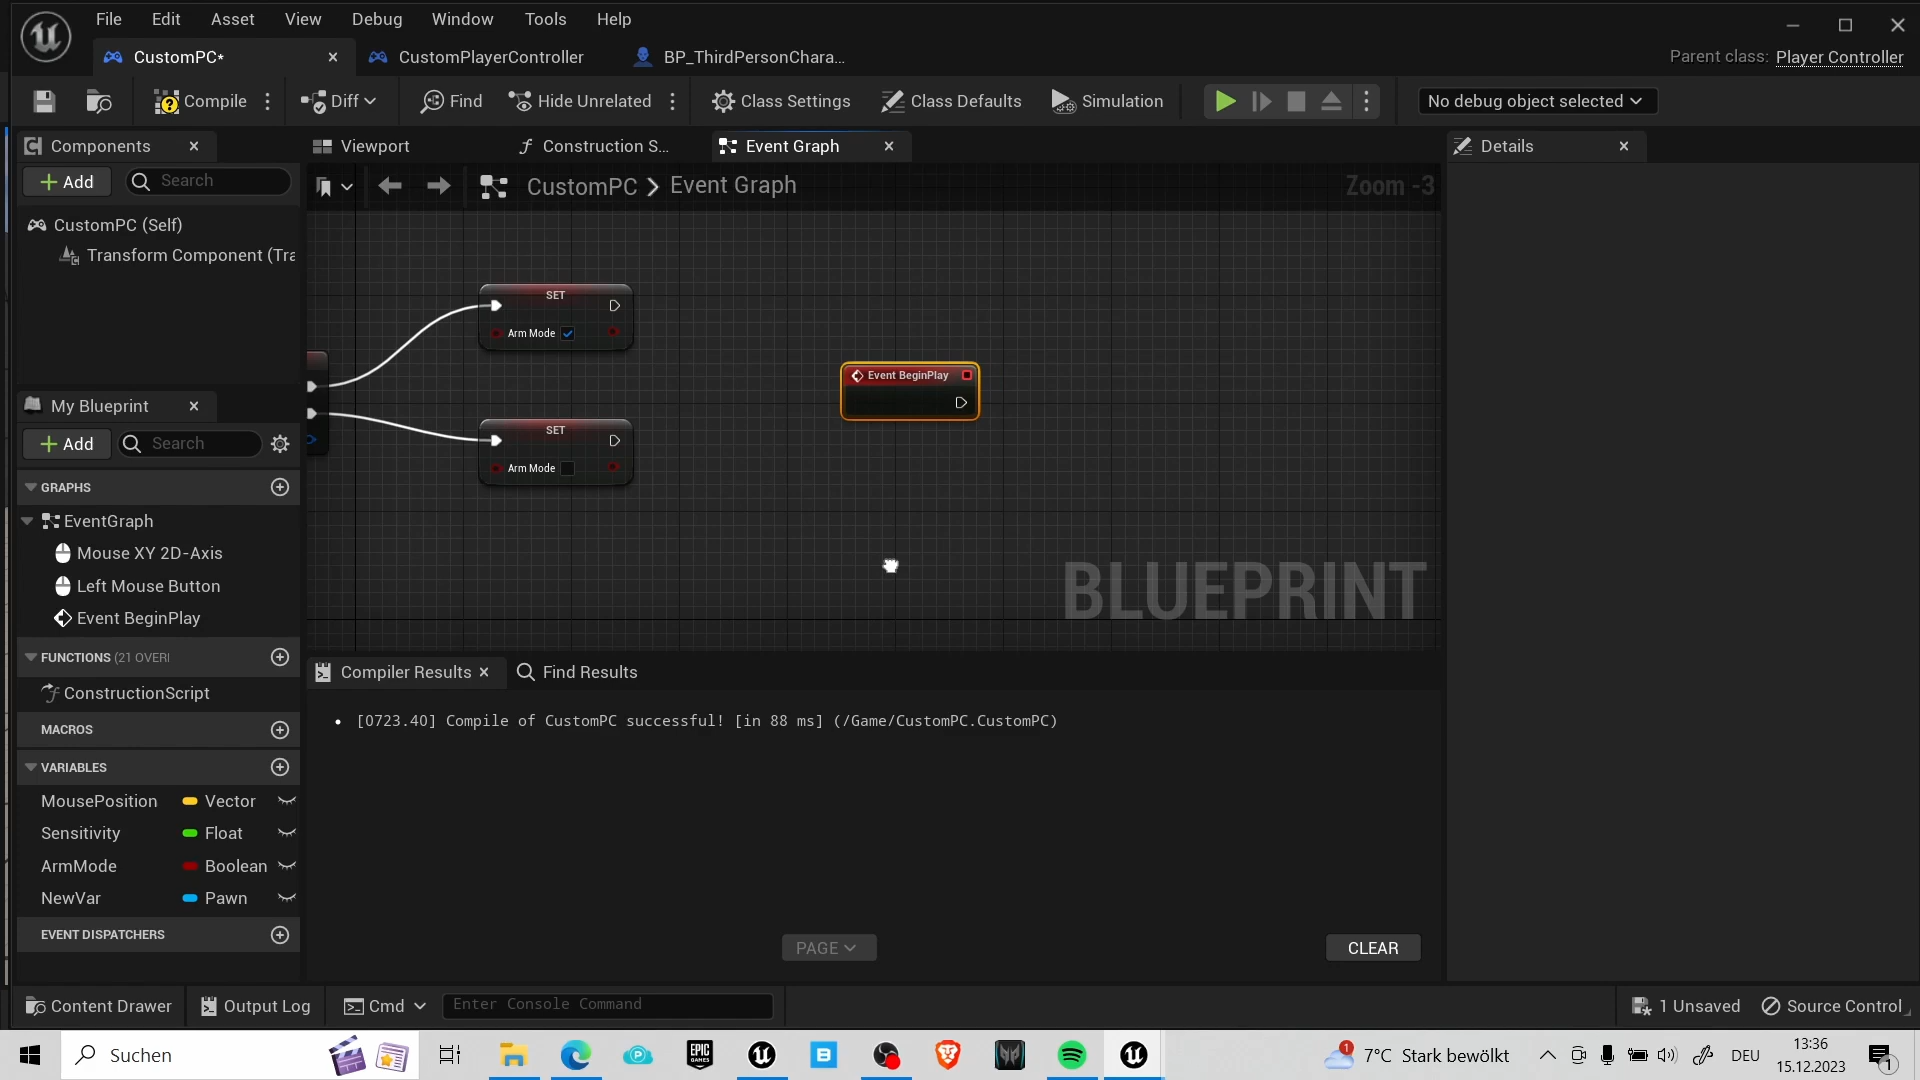 File Edit Asset View Debug Window Tools Help
CustomPC* CustomPlayerController BP_ThirdPersonChara... Parent class: Player Controller
Compile Diff Find Hide Unrelated Class Settings Class Defaults Simulation No debug object selected
Components Viewport Construction S... Event Graph Details
Add Search CustomPC Event Graph Zoom -3
CustomPC (Self)
Transform Component (Tra
SET
Arm Mode
Event BeginPlay
SET
Arm Mode
BLUEPRINT
My Blueprint
Add Search
GRAPHS
EventGraph
Mouse XY 2D-Axis
Left Mouse Button
Event BeginPlay
FUNCTIONS (21 OVERI
ConstructionScript
MACROS
VARIABLES
MousePosition Vector
Sensitivity Float
ArmMode Boolean
NewVar Pawn
EVENT DISPATCHERS
Compiler Results Find Results
[0723.40] Compile of CustomPC successful! [in 88 ms] (/Game/CustomPC.CustomPC)
PAGE CLEAR
Content Drawer Output Log Cmd Enter Console Command 1 Unsaved Source Control
Suchen EPIC GAMES 1 7°C Stark bewölkt DEU 13:36
15.12.2023 1